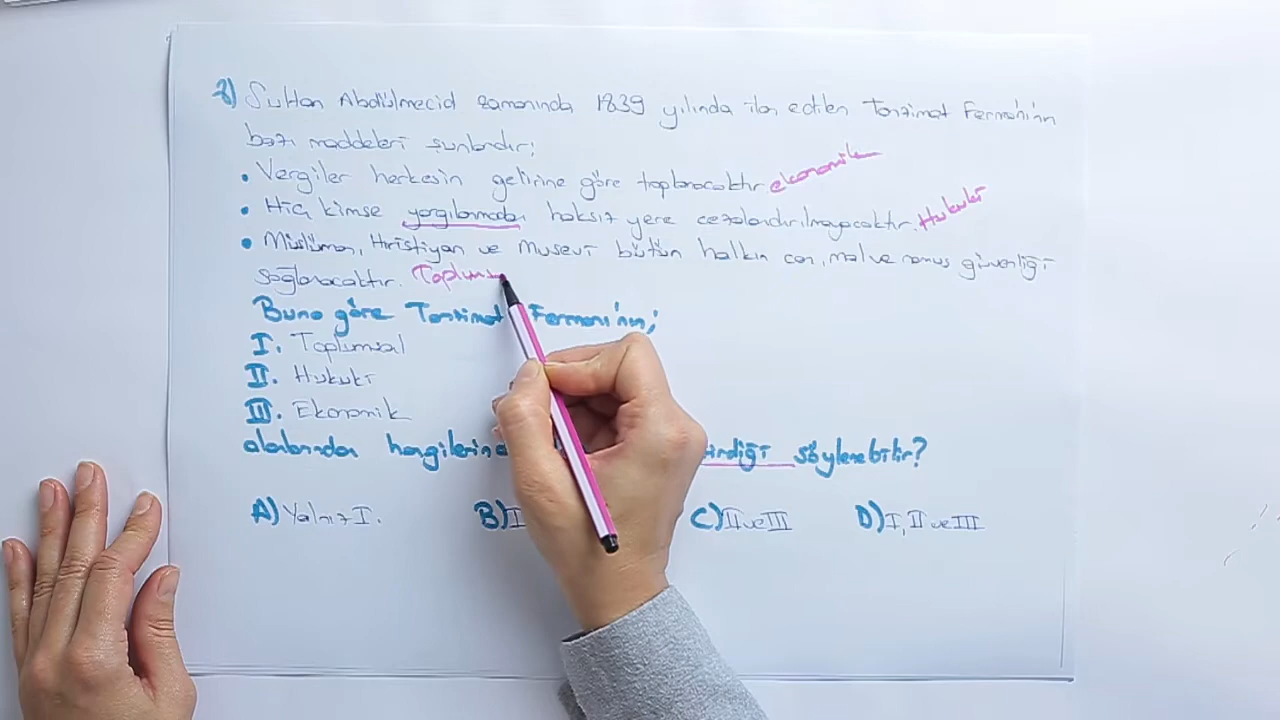 8) Sultan Abdülmecid zamanında 1839 yılında ilan edilen Tanzimat Fermanı'nın
bazı maddeleri şunlardır;
• Vergiler herkesin gelirine göre toplanacaktır. ekonomik
• Hiç kimse yargılanmadan haksız yere cezalandırılmayacaktır. Hukuki
• Müslüman, Hristiyan ve Musevi bütün halkın can, mal ve namus güvenliği
sağlanacaktır. Toplums
Buna göre Tanzimat Fermanı'nın;
I. Toplumsal
II. Hukuki
III. Ekonomik
alanlarından hangilerine söylenebilir?
A) Yalnız I. B) I C) II ve III D) I, II ve III